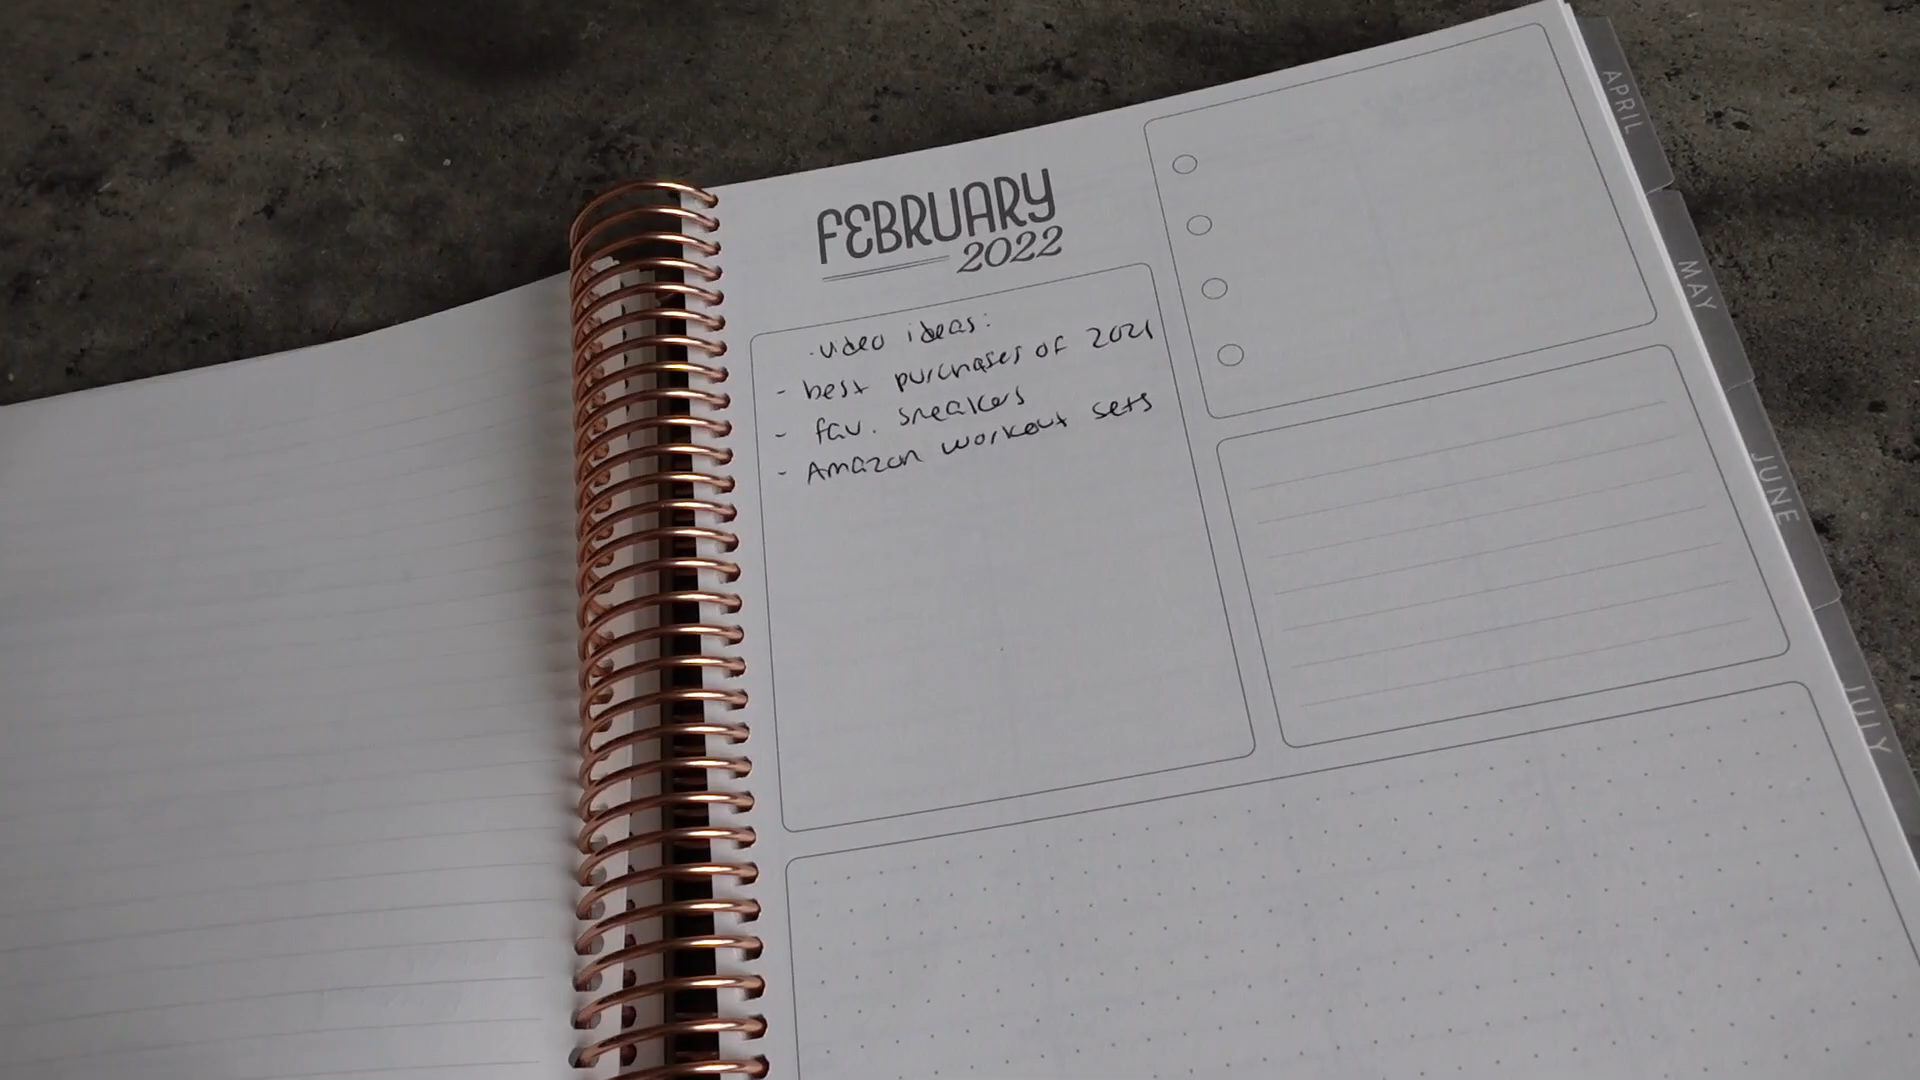 FEBRUARY
2022
video ideas:
- best purchases of 2021
- fav. sneakers
- Amazon workout sets
APRIL
MAY
JUNE
JULY